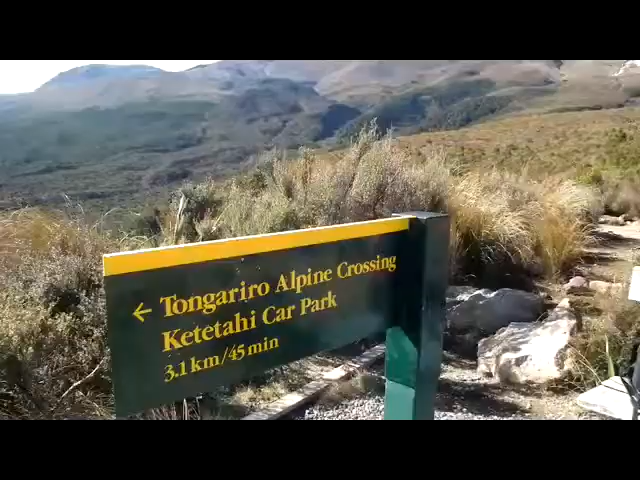 ← Tongariro Alpine Crossing
Ketetahi Car Park
3.1 km/45 min